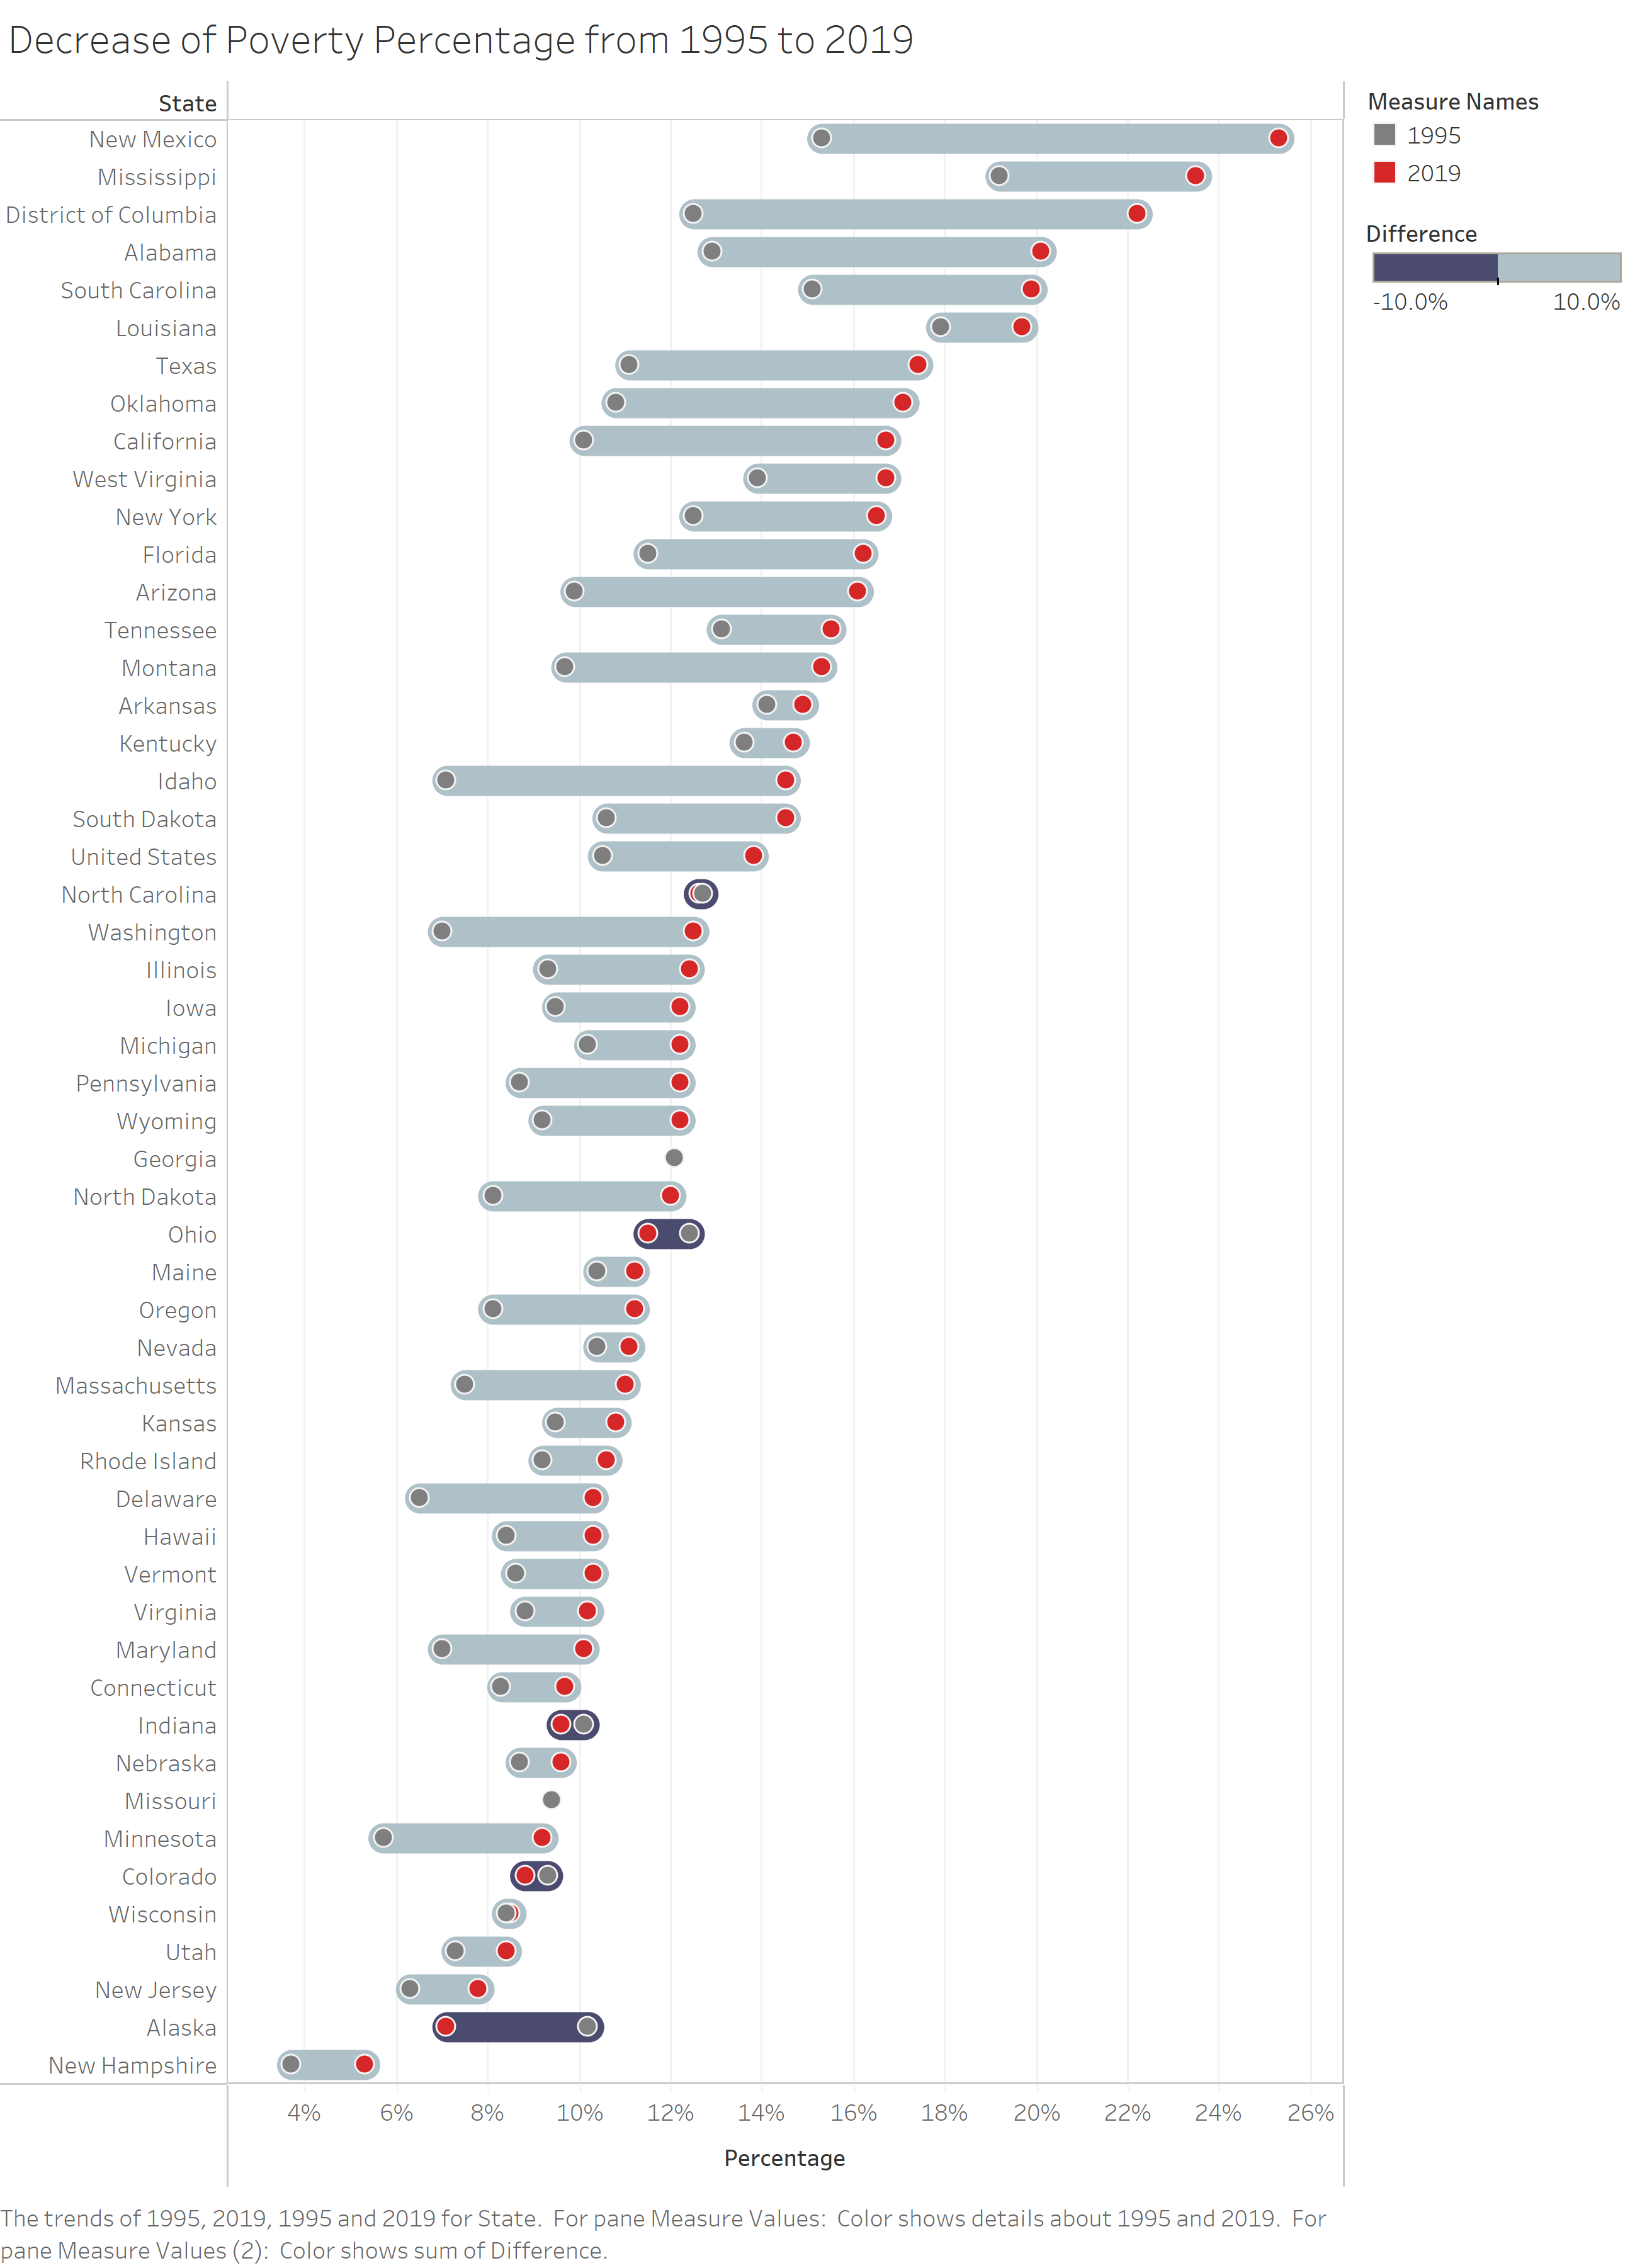 Decrease of Poverty Percentage from 1995 to 2019
State
Measure Names
1995
2019
Difference
-10.0% 10.0%
New Mexico
Mississippi
District of Columbia
Alabama
South Carolina
Louisiana
Texas
Oklahoma
California
West Virginia
New York
Florida
Arizona
Tennessee
Montana
Arkansas
Kentucky
Idaho
South Dakota
United States
North Carolina
Washington
Illinois
Iowa
Michigan
Pennsylvania
Wyoming
Georgia
North Dakota
Ohio
Maine
Oregon
Nevada
Massachusetts
Kansas
Rhode Island
Delaware
Hawaii
Vermont
Virginia
Maryland
Connecticut
Indiana
Nebraska
Missouri
Minnesota
Colorado
Wisconsin
Utah
New Jersey
Alaska
New Hampshire
4% 6% 8% 10% 12% 14% 16% 18% 20% 22% 24% 26%
Percentage
The trends of 1995, 2019, 1995 and 2019 for State. For pane Measure Values: Color shows details about 1995 and 2019. For
pane Measure Values (2): Color shows sum of Difference.